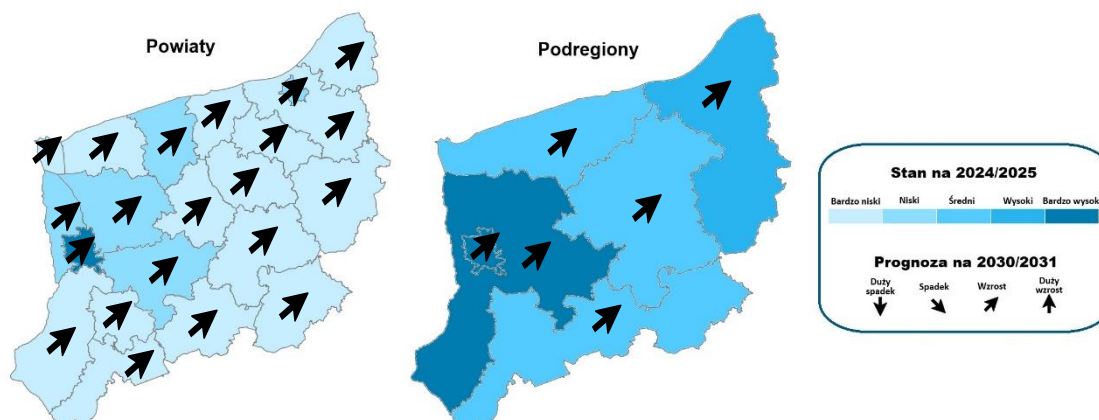 Powiaty
Podregiony
Stan na 2024/2025
Bardzo niski Niski Średni Wysoki Bardzo wysok
Prognoza na 2030/2031
Duży spadek Spadek Wzrost Duży wzrost